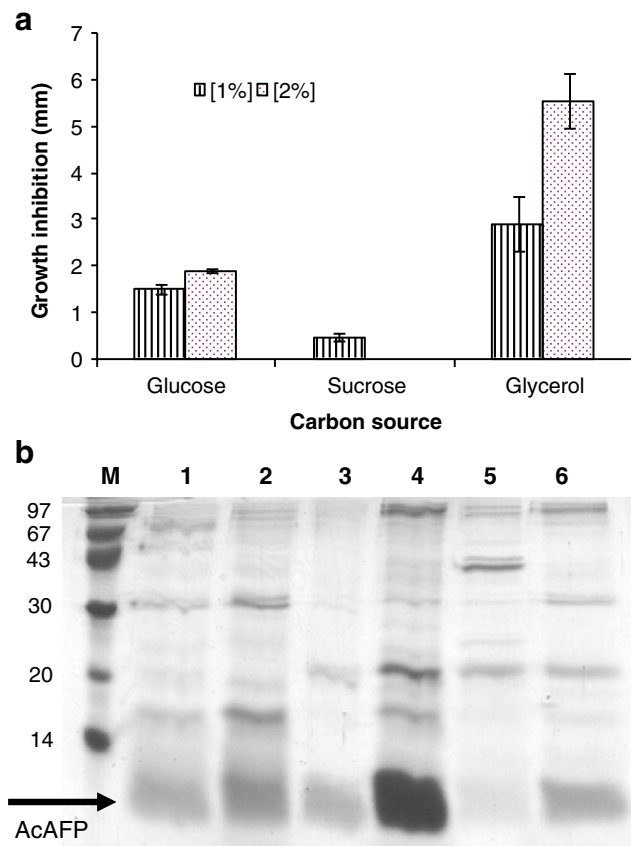 a
7
6
5
4
3
2
1
0
Growth inhibition (mm)
[1%] [2%]
Glucose Sucrose Glycerol
Carbon source
b
M 1 2 3 4 5 6
97
67
43
30
20
14
AcAFP